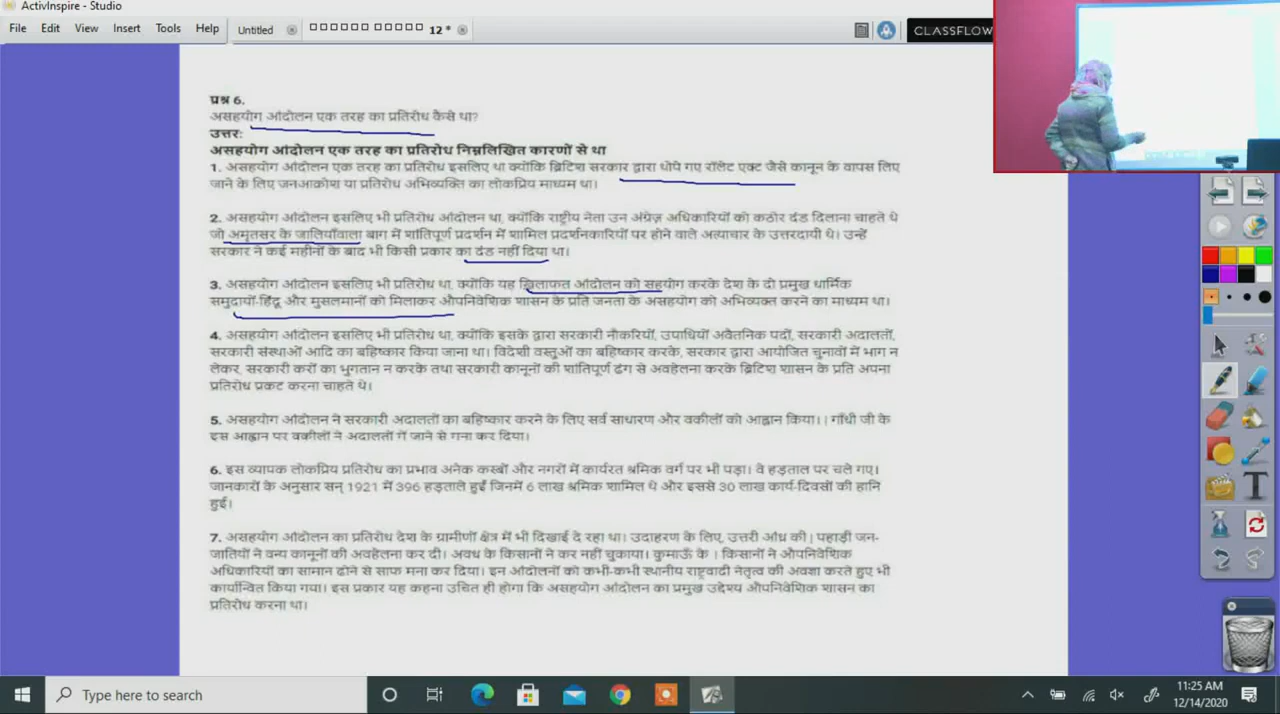 ActivInspire - Studio
File Edit View Insert Tools Help Untitled 12 * CLASSFLOW
प्रश्न 6.
असहयोग आंदोलन एक तरह का प्रतिरोध कैसे था?
उत्तर:
असहयोग आंदोलन एक तरह का प्रतिरोध निम्नलिखित कारणों से था
1. असहयोग आंदोलन एक तरह का प्रतिरोध इसलिए था क्योंकि ब्रिटिश सरकार द्वारा थोपे गए रॉलेट एक्ट जैसे कानून के वापस लिए
जाने के लिए जनआक्रोश या प्रतिरोध अभिव्यक्ति का लोकप्रिय माध्यम था।
2. असहयोग आंदोलन इसलिए भी प्रतिरोध आंदोलन था, क्योंकि राष्ट्रीय नेता उन अंग्रेज़ अधिकारियों को कठोर दंड दिलाना चाहते थे
जो अमृतसर के जालियाँवाला बाग में शांतिपूर्ण प्रदर्शन में शामिल प्रदर्शनकारियों पर होने वाले अत्याचार के उत्तरदायी थे। उन्हें
सरकार ने कई महीनों के बाद भी किसी प्रकार का दंड नहीं दिया था।
3. असहयोग आंदोलन इसलिए भी प्रतिरोध था, क्योंकि यह खिलाफत आंदोलन को सहयोग करके देश के दो प्रमुख धार्मिक
समुदायों-हिंदू और मुसलमानों को मिलाकर औपनिवेशिक शासन के प्रति जनता के असहयोग को अभिव्यक्त करने का माध्यम था।
4. असहयोग आंदोलन इसलिए भी प्रतिरोध था, क्योंकि इसके द्वारा सरकारी नौकरियों, उपाधियों अवैतनिक पदों, सरकारी अदालतों,
सरकारी संस्थाओं आदि का बहिष्कार किया जाना था। विदेशी वस्तुओं का बहिष्कार करके, सरकार द्वारा आयोजित चुनावों में भाग न
लेकर, सरकारी करों का भुगतान न करके तथा सरकारी कानूनों की शांतिपूर्ण ढंग से अवहेलना करके ब्रिटिश शासन के प्रति अपना
प्रतिरोध प्रकट करना चाहते थे।
5. असहयोग आंदोलन ने सरकारी अदालतों का बहिष्कार करने के लिए सर्व साधारण और वकीलों को आह्वान किया। । गाँधी जी के
इस आह्वान पर वकीलों ने अदालतों में जाने से मना कर दिया।
6. इस व्यापक लोकप्रिय प्रतिरोध का प्रभाव अनेक कस्बों और नगरों में कार्यरत श्रमिक वर्ग पर भी पड़ा। वे हड़ताल पर चले गए।
जानकारों के अनुसार सन् 1921 में 396 हड़तालें हुईं जिनमें 6 लाख श्रमिक शामिल थे और इससे 30 लाख कार्य-दिवसों की हानि
हुई।
7. असहयोग आंदोलन का प्रतिरोध देश के ग्रामीणों क्षेत्र में भी दिखाई दे रहा था। उदाहरण के लिए, उत्तरी आंध्र की । पहाड़ी जन-
जातियों ने वन्य कानूनों की अवहेलना कर दी। अवध के किसानों ने कर नहीं चुकाया। कुमाऊँ के । किसानों ने औपनिवेशिक
अधिकारियों का सामान ढोने से साफ मना कर दिया। इन आंदोलनों को कभी-कभी स्थानीय राष्ट्रवादी नेतृत्व की अवज्ञा करते हुए भी
कार्यान्वित किया गया। इस प्रकार यह कहना उचित ही होगा कि असहयोग आंदोलन का प्रमुख उद्देश्य औपनिवेशिक शासन का
प्रतिरोध करना था।
Type here to search
11:25 AM
12/14/2020